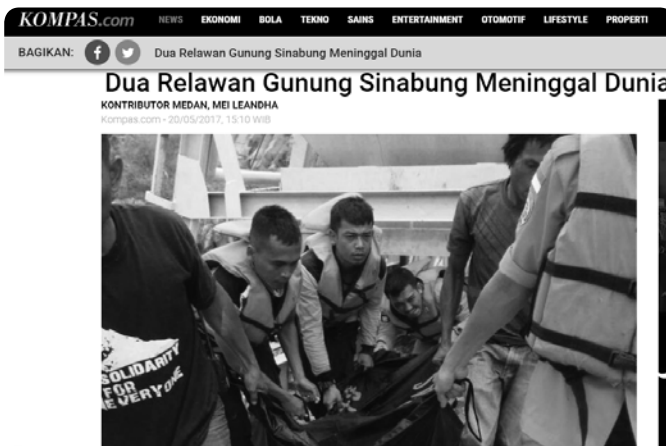 KOMPAS.com NEWS EKONOMI BOLA TEKNO SAINS ENTERTAINMENT OTOMOTIF LIFESTYLE PROPERTI
BAGIKAN: Dua Relawan Gunung Sinabung Meninggal Dunia
Dua Relawan Gunung Sinabung Meninggal Dunia
KONTRIBUTOR MEDAN, MEI LEANDHA
Kompas.com - 20/05/2017, 15:10 WIB
SOLIDARITY
FOR
EVERYONE